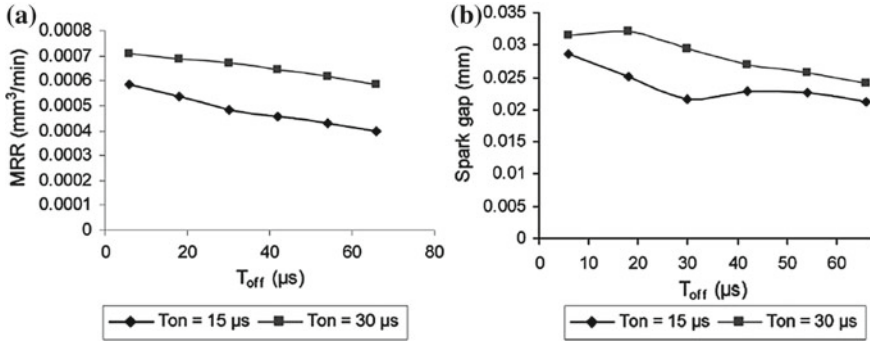 (a)
0.0008
0.0007
0.0006
0.0005
0.0004
0.0003
0.0002
0.0001
0
MRR (mm³/min)
0 20 40 60 80
Toff (µs)
Ton = 15 µs Ton = 30 µs
(b)
0.035
0.03
0.025
0.02
0.015
0.01
0.005
0
Spark gap (mm)
0 10 20 30 40 50 60
Toff (µs)
Ton = 15 µs Ton = 30 µs